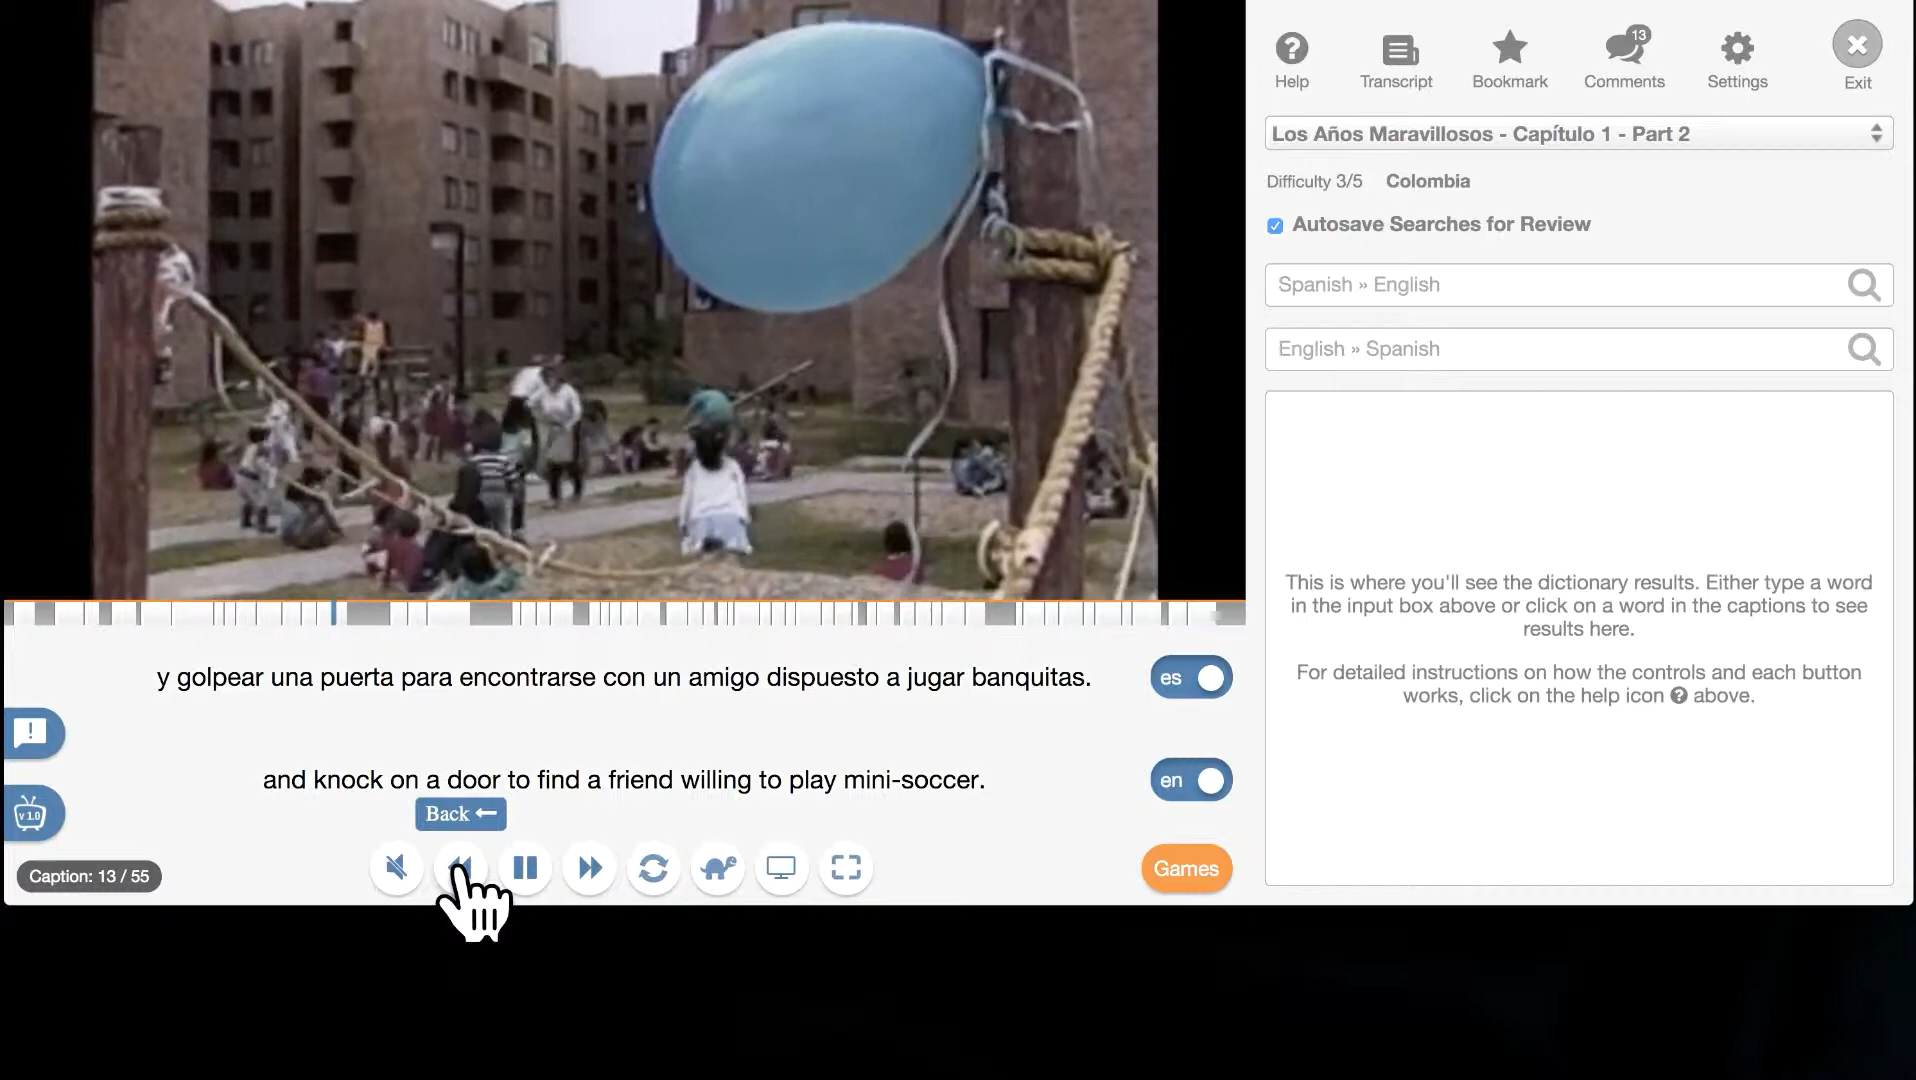 Help
Transcript
Bookmark
13
Comments
Settings
Exit
Los Años Maravillosos - Capítulo 1 - Part 2
Difficulty 3/5 Colombia
Autosave Searches for Review
Spanish » English
English » Spanish
This is where you'll see the dictionary results. Either type a word
in the input box above or click on a word in the captions to see
results here.
For detailed instructions on how the controls and each button
works, click on the help icon ? above.
y golpear una puerta para encontrarse con un amigo dispuesto a jugar banquitas.
es
and knock on a door to find a friend willing to play mini-soccer.
en
Back
v 1.0
Caption: 13 / 55
Games